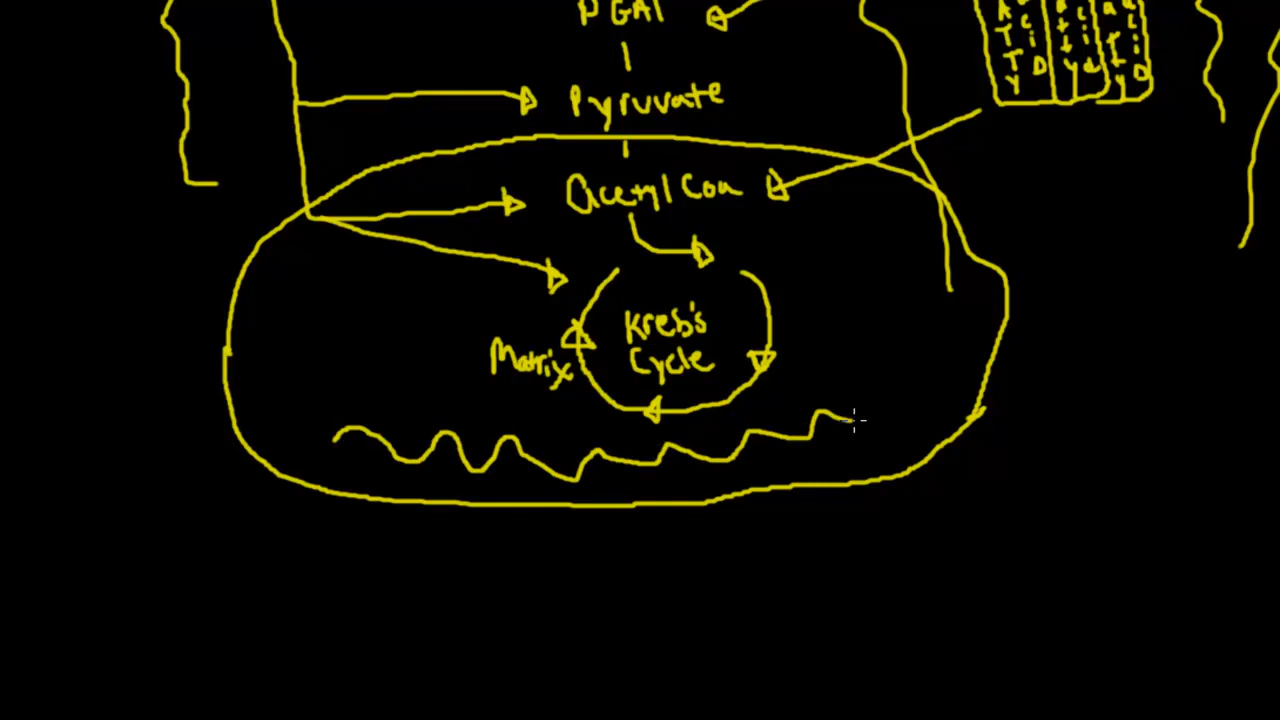 PGAL
Pyruvate
acetyl Coa
Kreb's
Cycle
Matrix